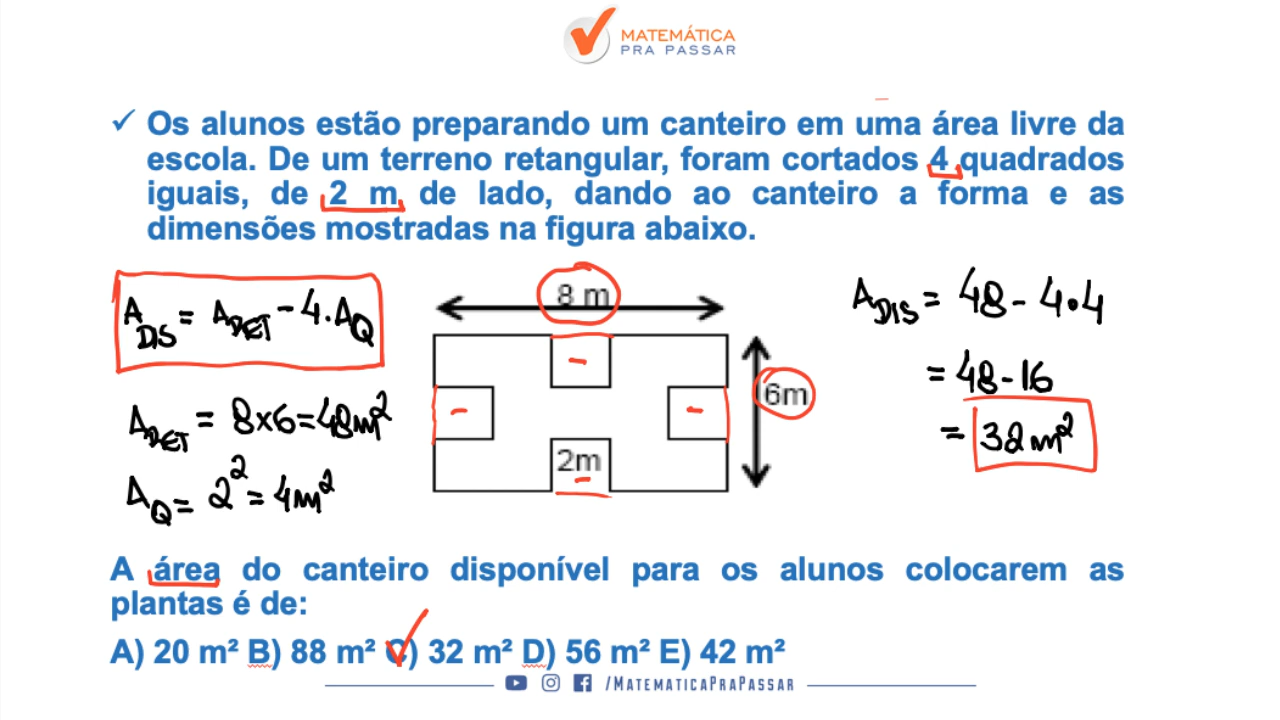 MATEMÁTICA
PRA PASSAR
✓ Os alunos estão preparando um canteiro em uma área livre da
escola. De um terreno retangular, foram cortados 4 quadrados
iguais, de 2 m de lado, dando ao canteiro a forma e as
dimensões mostradas na figura abaixo.
A_DS = A_RET - 4.A_Q
A_RET = 8x6=48m²
A_Q = 2² = 4m²
8 m
6m
2m
A_DIS = 48 - 4.4
= 48-16
= 32m²
A área do canteiro disponível para os alunos colocarem as
plantas é de:
A) 20 m² B) 88 m² C) 32 m² D) 56 m² E) 42 m²
/MATEMATICAPRAPASSAR